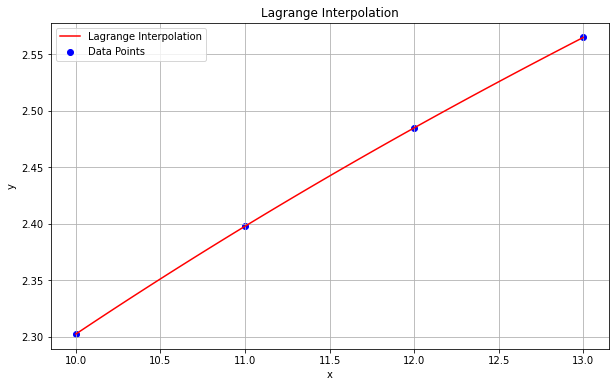 Lagrange Interpolation
Lagrange Interpolation
Data Points
2.55
2.50
2.45
2.40
2.35
2.30
y
10.0 10.5 11.0 11.5 12.0 12.5 13.0
x